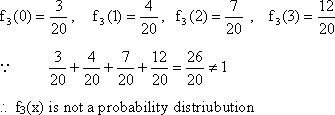 f₃(0) = 3/20 , f₃(1) = 4/20 , f₃(2) = 7/20 , f₃(3) = 12/20
∵ 3/20 + 4/20 + 7/20 + 12/20 = 26/20 ≠ 1
∴ f₃(x) is not a probability distriubution